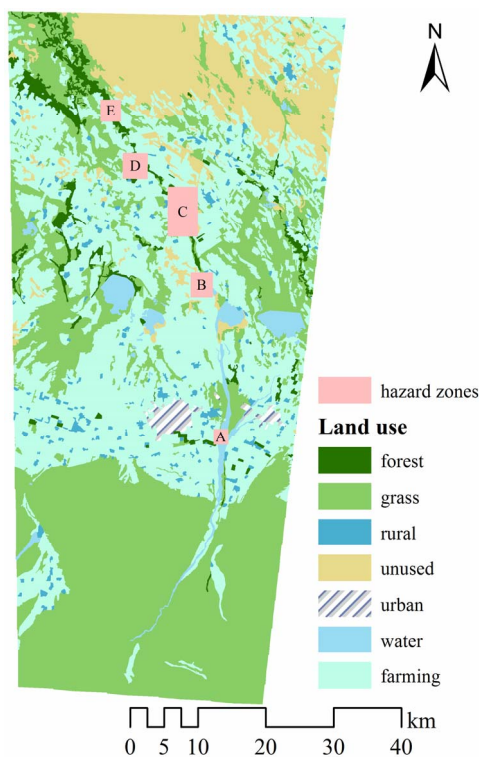 N
E
D
C
B
A
hazard zones
Land use
forest
grass
rural
unused
urban
water
farming
km
0 5 10 20 30 40